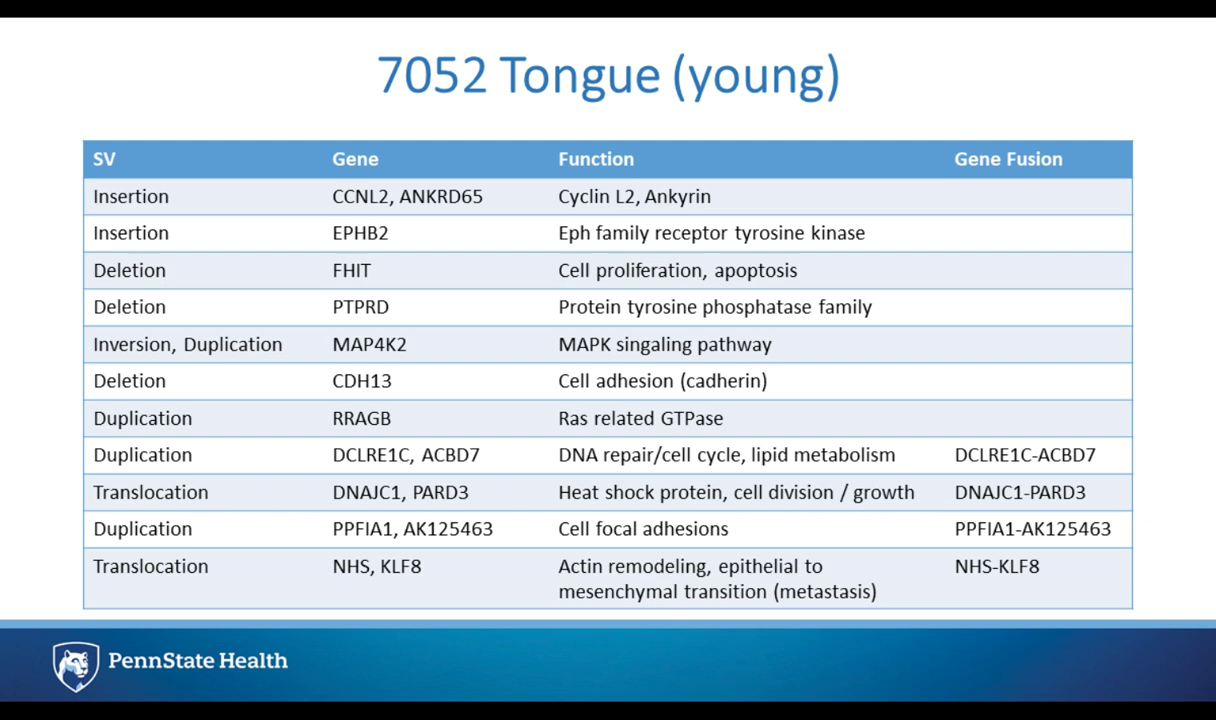 7052 Tongue (young)
SV Gene Function Gene Fusion
Insertion CCNL2, ANKRD65 Cyclin L2, Ankyrin
Insertion EPHB2 Eph family receptor tyrosine kinase
Deletion FHIT Cell proliferation, apoptosis
Deletion PTPRD Protein tyrosine phosphatase family
Inversion, Duplication MAP4K2 MAPK singaling pathway
Deletion CDH13 Cell adhesion (cadherin)
Duplication RRAGB Ras related GTPase
Duplication DCLRE1C, ACBD7 DNA repair/cell cycle, lipid metabolism DCLRE1C-ACBD7
Translocation DNAJC1, PARD3 Heat shock protein, cell division / growth DNAJC1-PARD3
Duplication PPFIA1, AK125463 Cell focal adhesions PPFIA1-AK125463
Translocation NHS, KLF8 Actin remodeling, epithelial to NHS-KLF8
mesenchymal transition (metastasis)
PennState Health